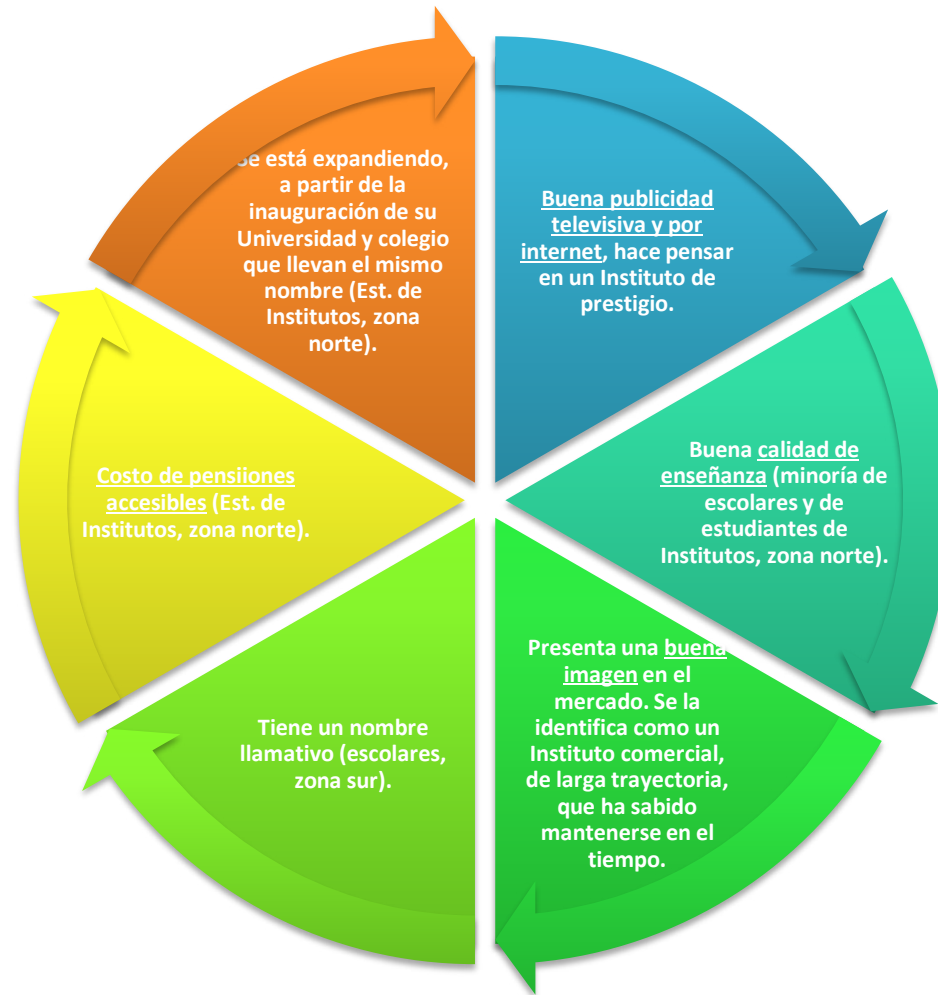 Se está expandiendo,
a partir de la
inauguración de su
Universidad y colegio
que llevan el mismo
nombre (Est. de
Institutos, zona
norte).
Buena publicidad
televisiva y por
internet, hace pensar
en un Instituto de
prestigio.
Buena calidad de
enseñanza (minoría de
escolares y de
estudiantes de
Institutos, zona norte).
Presenta una buena
imagen en el
mercado. Se la
identifica como un
Instituto comercial,
de larga trayectoria,
que ha sabido
mantenerse en el
tiempo.
Tiene un nombre
llamativo (escolares,
zona sur).
Costo de pensiiones
accesibles (Est. de
Institutos, zona norte).